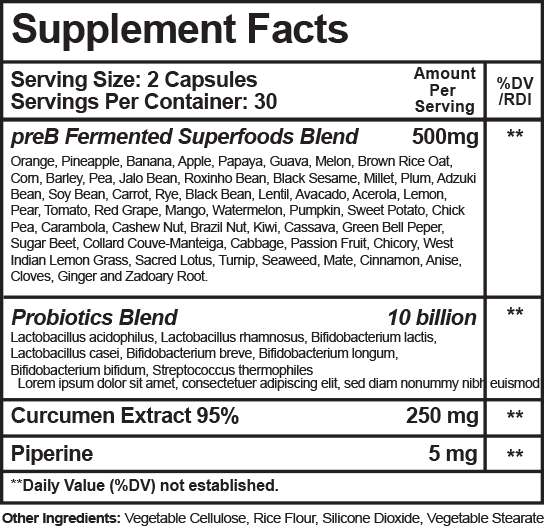 Supplement Facts
Serving Size: 2 Capsules
Servings Per Container: 30
Amount
Per
Serving
%DV
/RDI
preB Fermented Superfoods Blend 500mg **
Orange, Pineapple, Banana, Apple, Papaya, Guava, Melon, Brown Rice Oat,
Corn, Barley, Pea, Jalo Bean, Roxinho Bean, Black Sesame, Millet, Plum, Adzuki
Bean, Soy Bean, Carrot, Rye, Black Bean, Lentil, Avacado, Acerola, Lemon,
Pear, Tomato, Red Grape, Mango, Watermelon, Pumpkin, Sweet Potato, Chick
Pea, Carambola, Cashew Nut, Brazil Nut, Kiwi, Cassava, Green Bell Peper,
Sugar Beet, Collard Couve-Manteiga, Cabbage, Passion Fruit, Chicory, West
Indian Lemon Grass, Sacred Lotus, Turnip, Seaweed, Mate, Cinnamon, Anise,
Cloves, Ginger and Zadoary Root.
Probiotics Blend 10 billion **
Lactobacillus acidophilus, Lactobacillus rhamnosus, Bifidobacterium lactis,
Lactobacillus casei, Bifidobacterium breve, Bifidobacterium longum,
Bifidobacterium bifidum, Streptococcus thermophiles
Lorem ipsum dolor sit amet, consectetuer adipiscing elit, sed diam nonummy nibh euismod
Curcumen Extract 95% 250 mg **
Piperine 5 mg **
**Daily Value (%DV) not established.
Other Ingredients: Vegetable Cellulose, Rice Flour, Silicone Dioxide, Vegetable Stearate